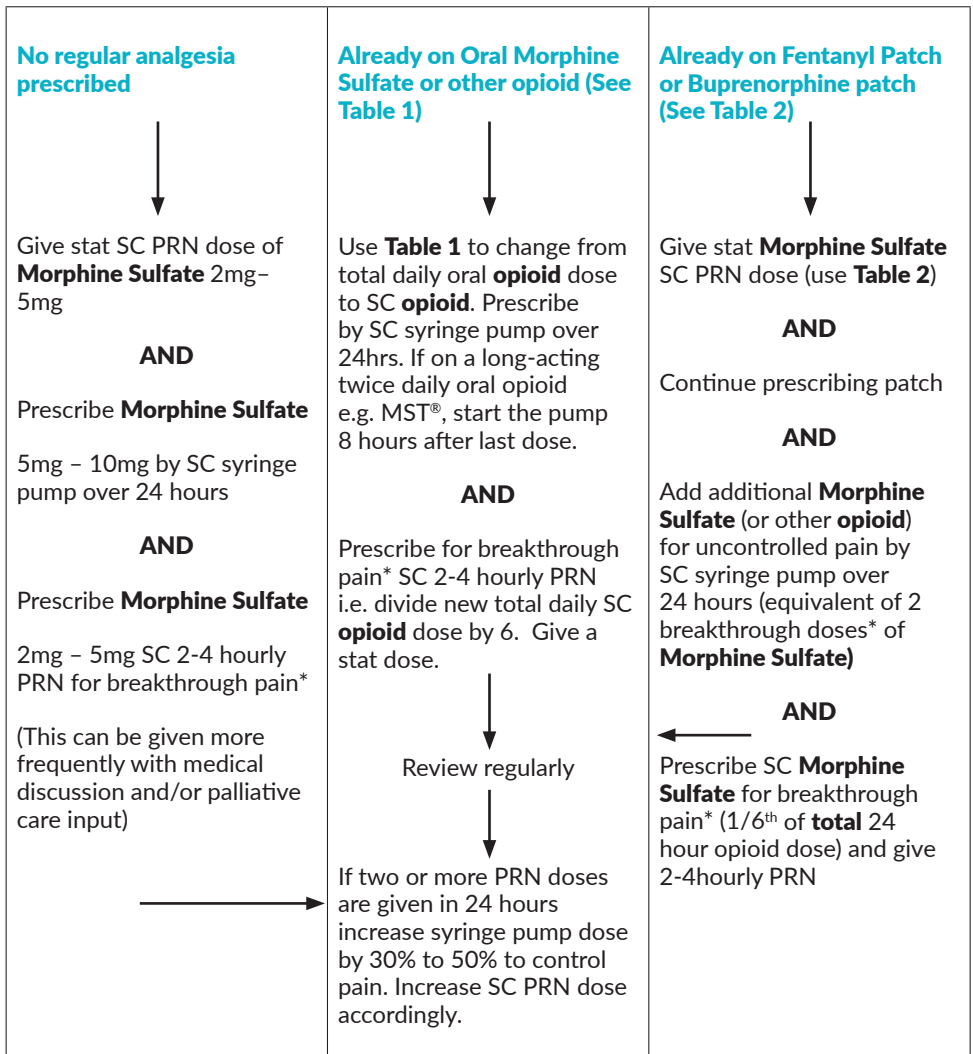 No regular analgesia
prescribed
Give stat SC PRN dose of
Morphine Sulfate 2mg–
5mg
AND
Prescribe Morphine Sulfate
5mg – 10mg by SC syringe
pump over 24 hours
AND
Prescribe Morphine Sulfate
2mg – 5mg SC 2-4 hourly
PRN for breakthrough pain*
(This can be given more
frequently with medical
discussion and/or palliative
care input)
Already on Oral Morphine
Sulfate or other opioid (See
Table 1)
Use Table 1 to change from
total daily oral opioid dose
to SC opioid. Prescribe
by SC syringe pump over
24hrs. If on a long-acting
twice daily oral opioid
e.g. MST®, start the pump
8 hours after last dose.
AND
Prescribe for breakthrough
pain* SC 2-4 hourly PRN
i.e. divide new total daily SC
opioid dose by 6. Give a
stat dose.
Review regularly
If two or more PRN doses
are given in 24 hours
increase syringe pump dose
by 30% to 50% to control
pain. Increase SC PRN dose
accordingly.
Already on Fentanyl Patch
or Buprenorphine patch
(See Table 2)
Give stat Morphine Sulfate
SC PRN dose (use Table 2)
AND
Continue prescribing patch
AND
Add additional Morphine
Sulfate (or other opioid)
for uncontrolled pain by
SC syringe pump over
24 hours (equivalent of 2
breakthrough doses* of
Morphine Sulfate)
AND
Prescribe SC Morphine
Sulfate for breakthrough
pain* (1/6th of total 24
hour opioid dose) and give
2-4hourly PRN